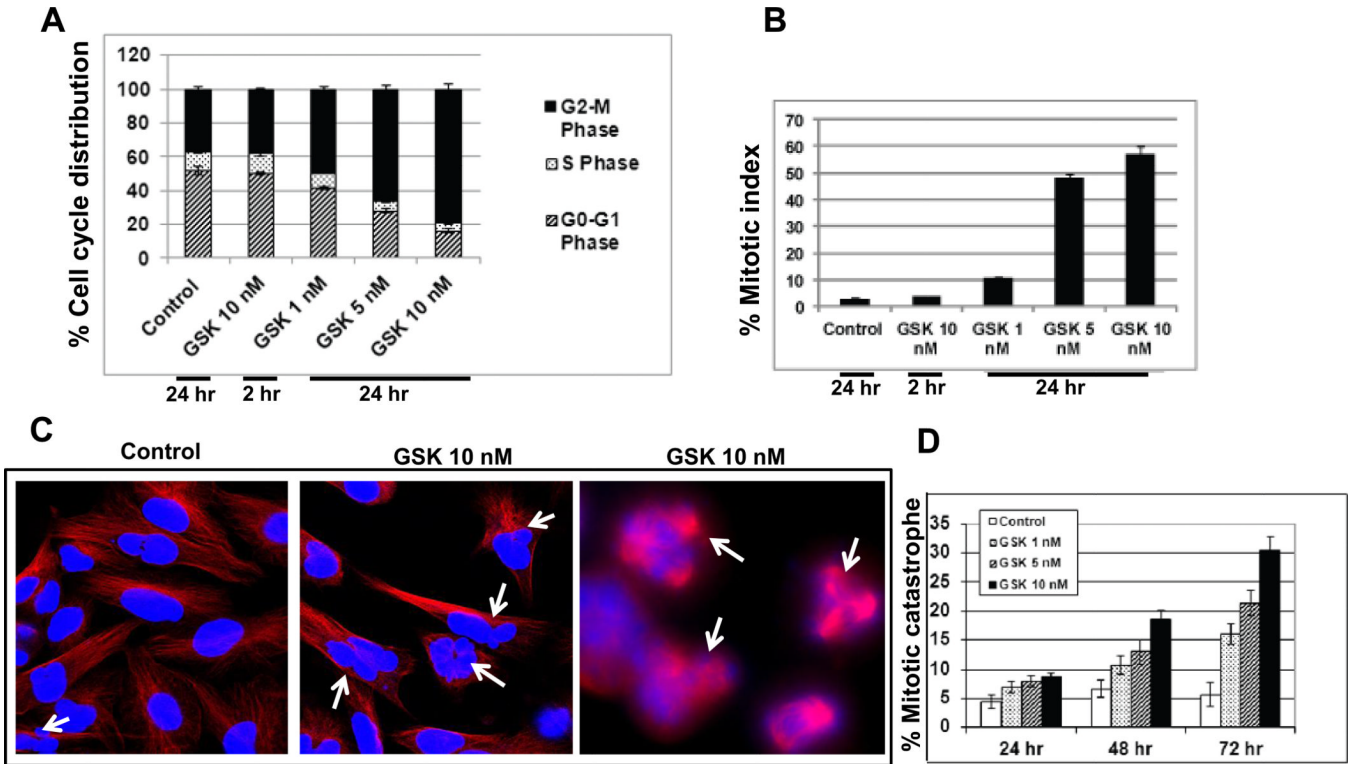 A
% Cell cycle distribution
120
100
80
60
40
20
0
G2-M
Phase
S Phase
G0-G1
Phase
Control
GSK 10 nM
GSK 1 nM
GSK 5 nM
GSK 10 nM
24 hr
2 hr
24 hr
B
% Mitotic index
70
60
50
40
30
20
10
0
Control
GSK 10
nM
GSK 1
nM
GSK 5
nM
GSK 10
nM
24 hr
2 hr
24 hr
C
Control
GSK 10 nM
GSK 10 nM
D
% Mitotic catastrophe
35
30
25
20
15
10
5
0
Control
GSK 1 nM
GSK 5 nM
GSK 10 nM
24 hr
48 hr
72 hr